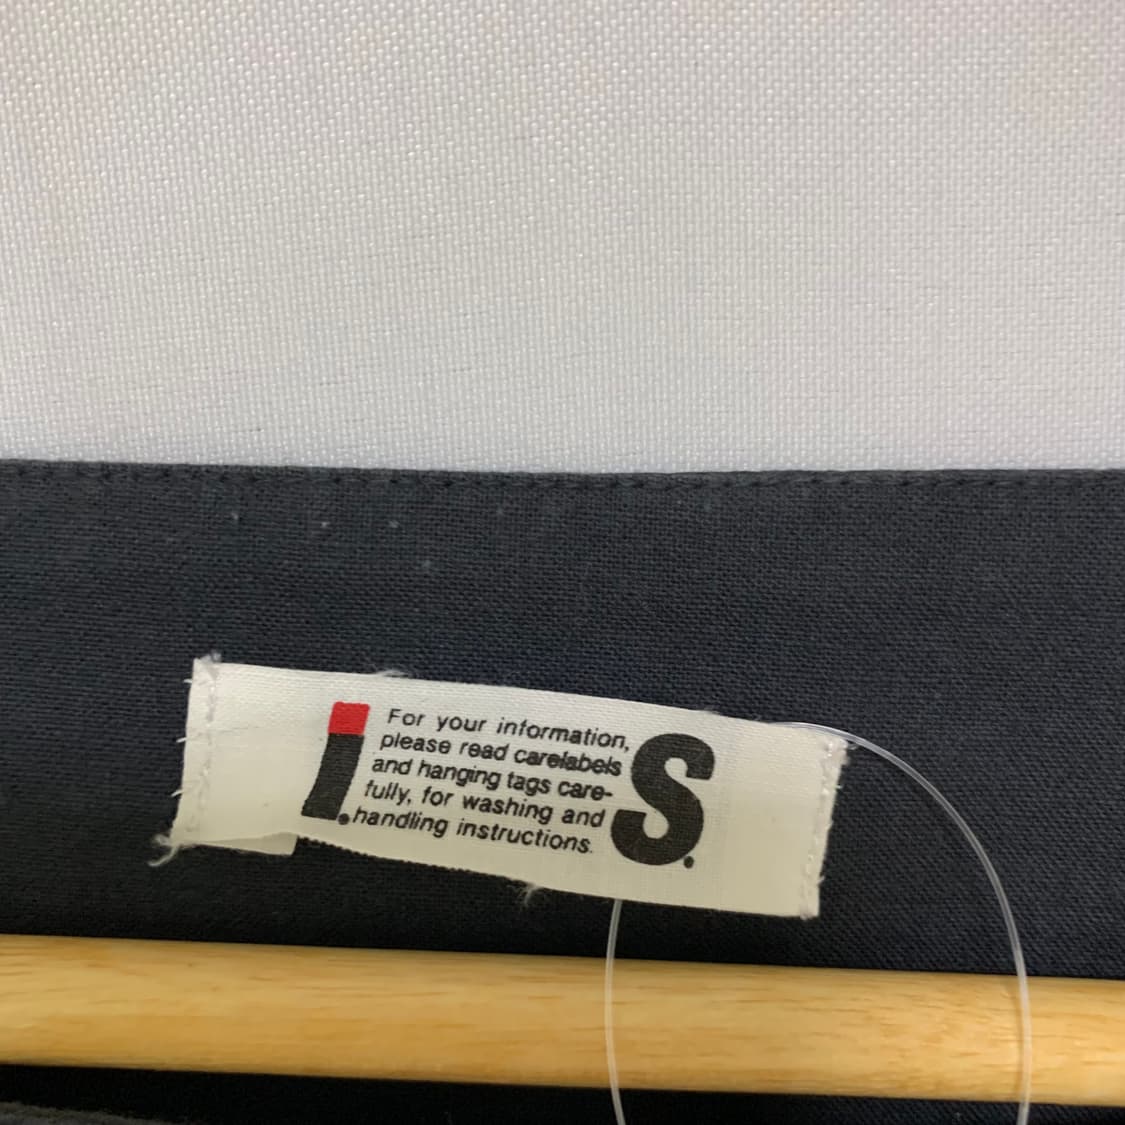 I.S.
For your information,
please read carelabels
and hanging tags care-
fully, for washing and
handling instructions.